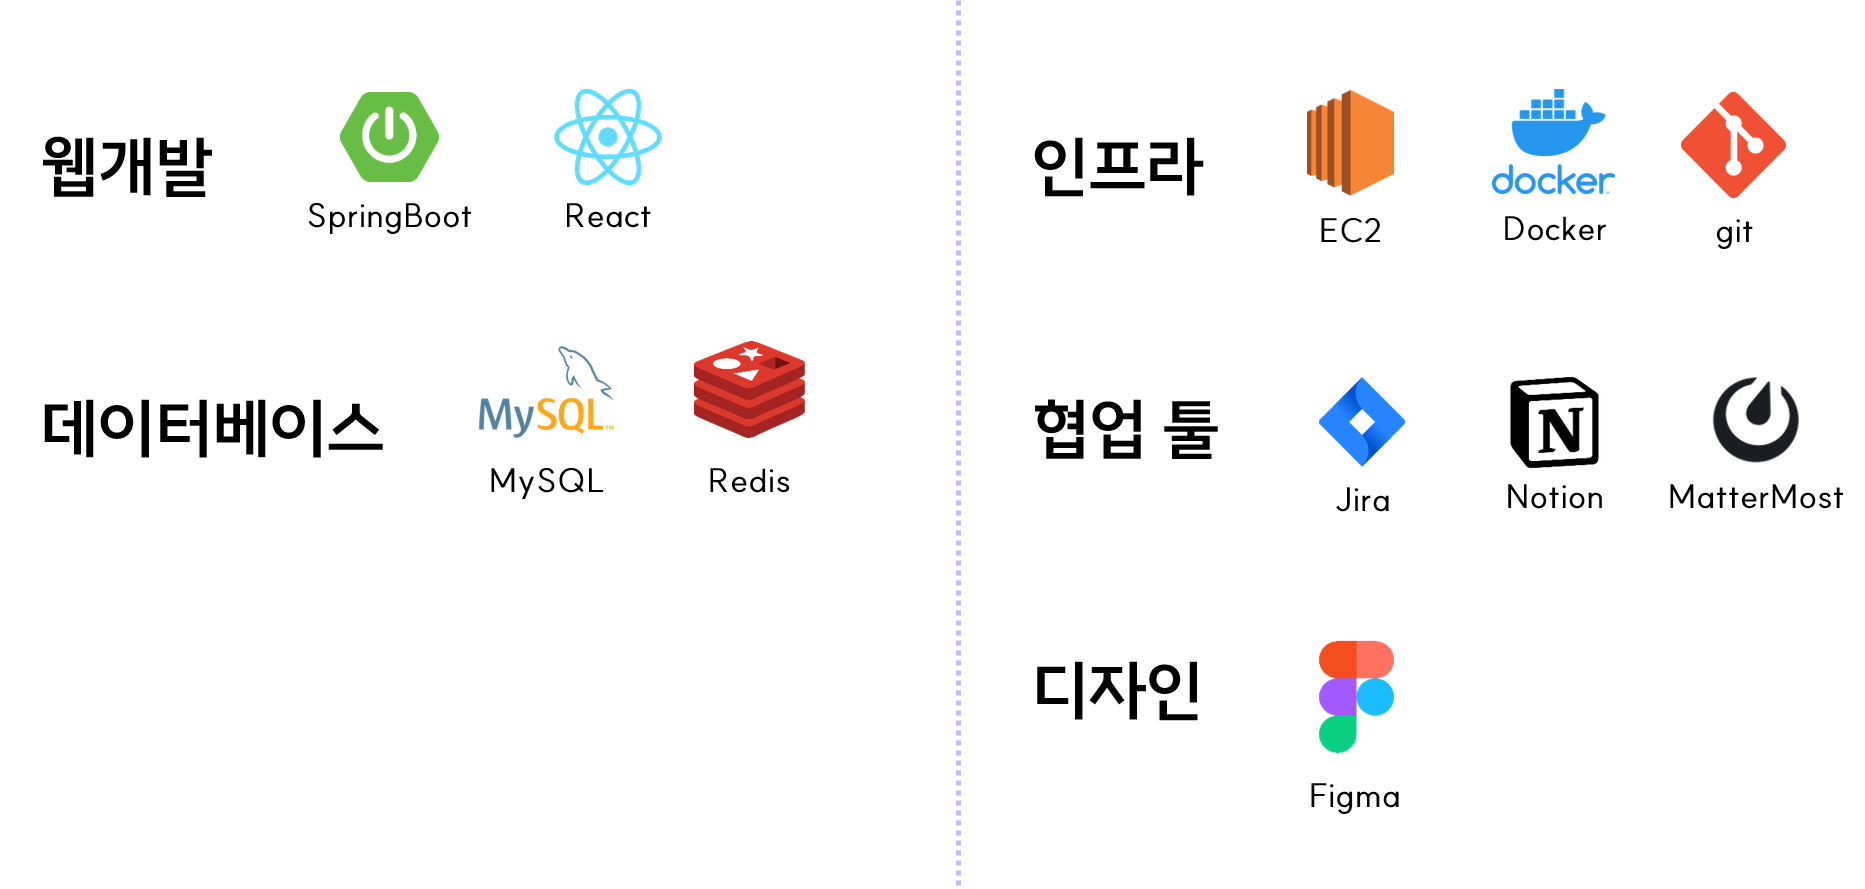 웹개발
SpringBoot
React
데이터베이스
MySQL™
MySQL
Redis
인프라
EC2
docker
Docker
git
협업 툴
Jira
N
Notion
MatterMost
디자인
Figma